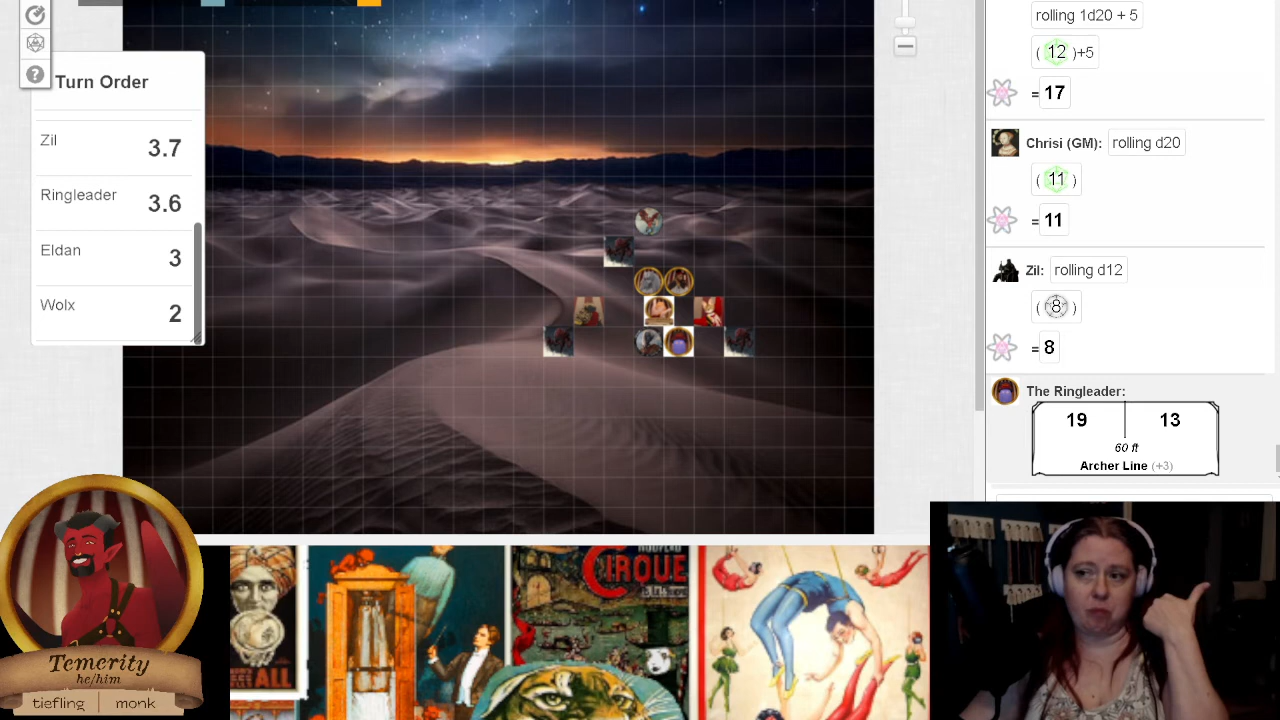 Turn Order
Zil
3.7
Ringleader
3.6
Eldan
3
Wolx
2
rolling 1d20 + 5
( 12 )+5
= 17
Chrisi (GM): rolling d20
( 11 )
= 11
Zil: rolling d12
( 8 )
= 8
The Ringleader:
19 13
60 ft
Archer Line (+3)
Temerity
he/him
tiefling | monk
ALL
CIRQUE